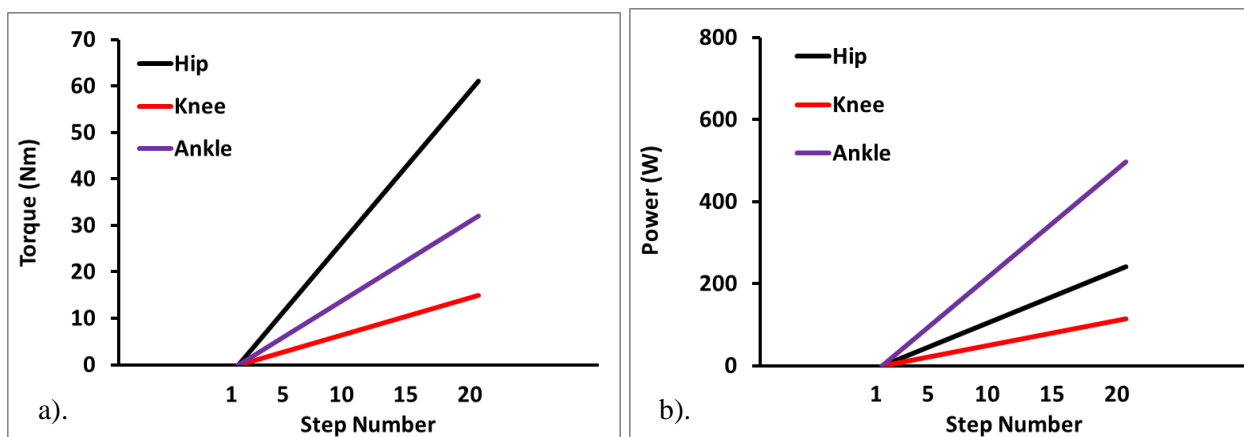 70
60
50
40
30
20
10
0
Torque (Nm)
Hip
Knee
Ankle
1 5 10 15 20
Step Number
a).
800
600
400
200
0
Power (W)
Hip
Knee
Ankle
1 5 10 15 20
Step Number
b).